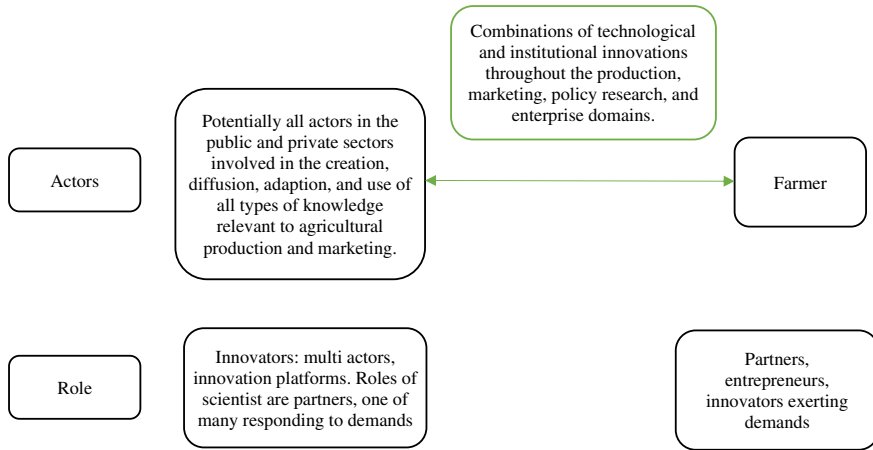 Combinations of technological
and institutional innovations
throughout the production,
marketing, policy research, and
enterprise domains.
Actors
Potentially all actors in the
public and private sectors
involved in the creation,
diffusion, adaption, and use of
all types of knowledge
relevant to agricultural
production and marketing.
Farmer
Role
Innovators: multi actors,
innovation platforms. Roles of
scientist are partners, one of
many responding to demands
Partners,
entrepreneurs,
innovators exerting
demands